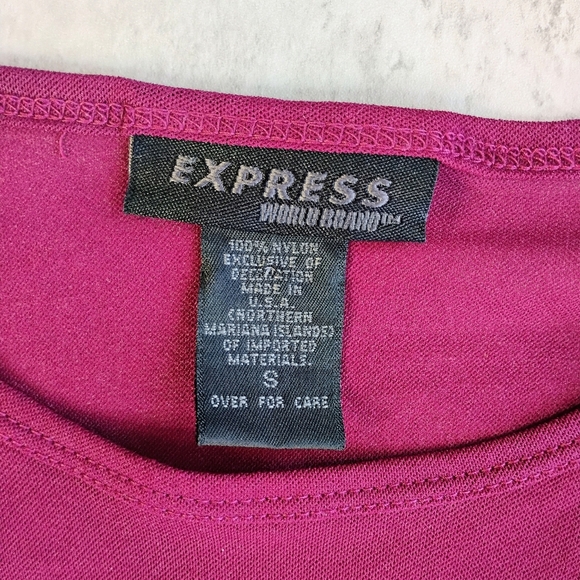 EXPRESS
WORLD BRAND™
100% NYLON
EXCLUSIVE OF
DECORATION
MADE IN
U.S.A.
(NORTHERN
MARIANA ISLANDS)
OF IMPORTED
MATERIALS.
S
OVER FOR CARE